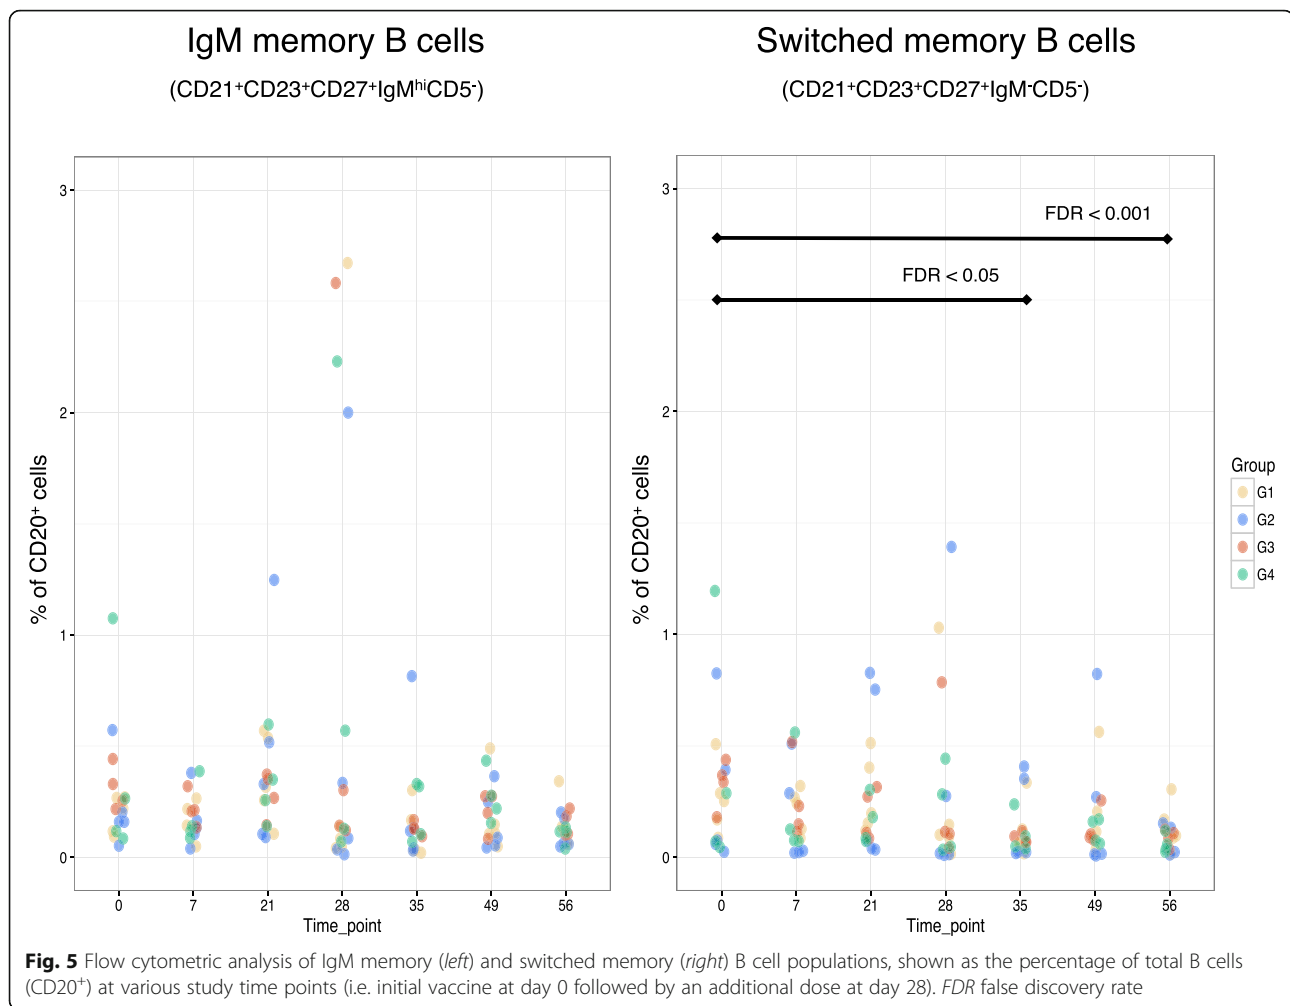 IgM memory B cells
(CD21⁺CD23⁺CD27⁺IgMʰⁱCD5⁻)
% of CD20⁺ cells
3
2
1
0
0 7 21 28 35 49 56
Time_point
Switched memory B cells
(CD21⁺CD23⁺CD27⁺IgM⁻CD5⁻)
% of CD20⁺ cells
3
2
1
0
FDR < 0.001
FDR < 0.05
0 7 21 28 35 49 56
Time_point
Group
G1
G2
G3
G4
Fig. 5 Flow cytometric analysis of IgM memory (left) and switched memory (right) B cell populations, shown as the percentage of total B cells
(CD20⁺) at various study time points (i.e. initial vaccine at day 0 followed by an additional dose at day 28). FDR false discovery rate